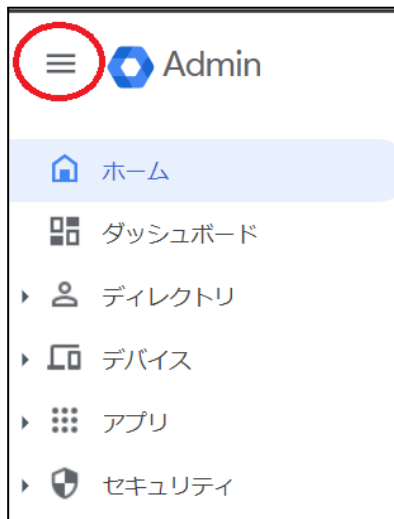 Admin
ホーム
ダッシュボード
ディレクトリ
デバイス
アプリ
セキュリティ